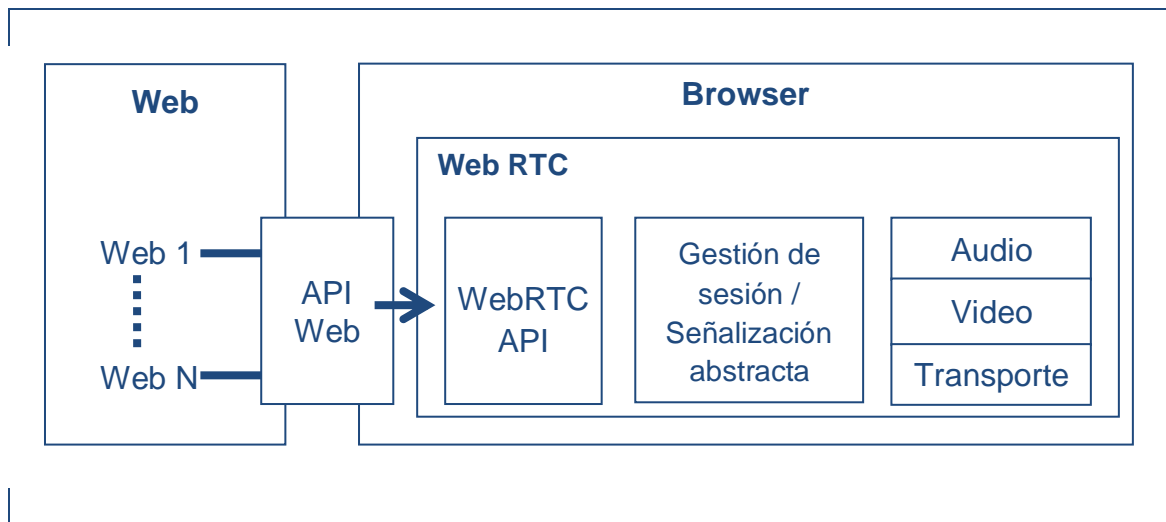 Web
Browser
Web RTC
Web 1
Web N
API
Web
WebRTC
API
Gestión de
sesión /
Señalización
abstracta
Audio
Video
Transporte